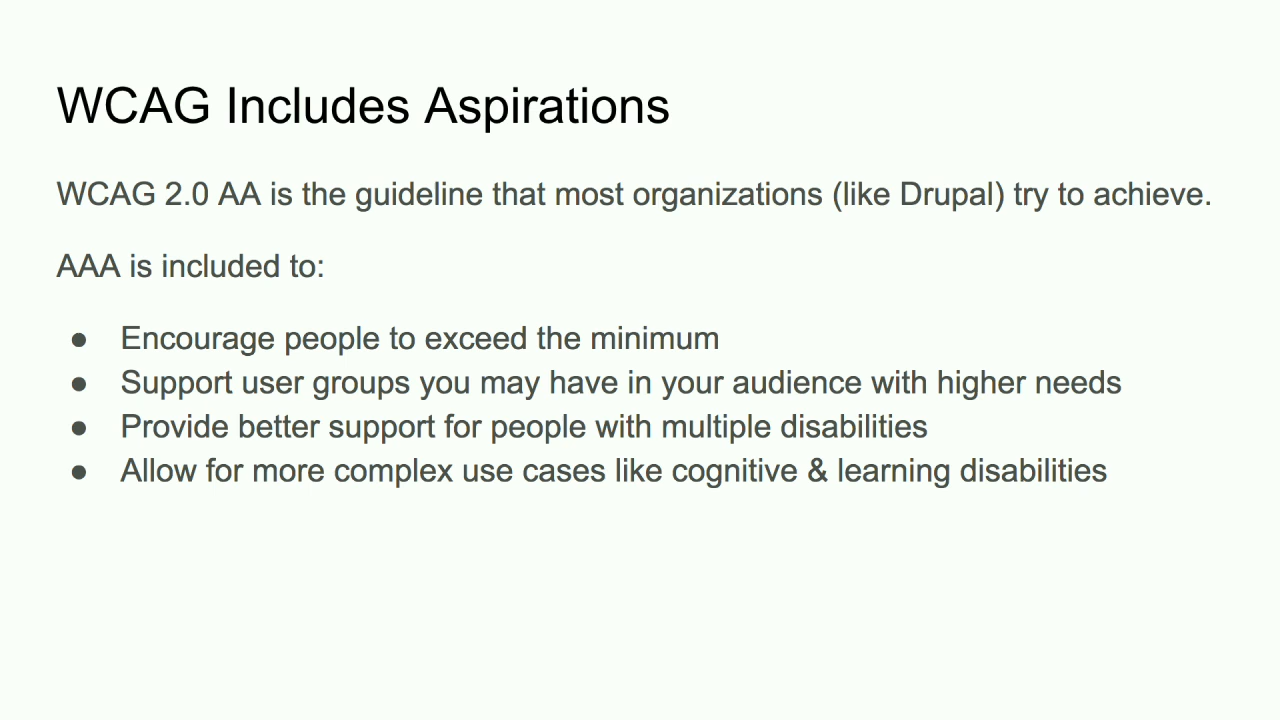 WCAG Includes Aspirations
WCAG 2.0 AA is the guideline that most organizations (like Drupal) try to achieve.
AAA is included to:
● Encourage people to exceed the minimum
● Support user groups you may have in your audience with higher needs
● Provide better support for people with multiple disabilities
● Allow for more complex use cases like cognitive & learning disabilities